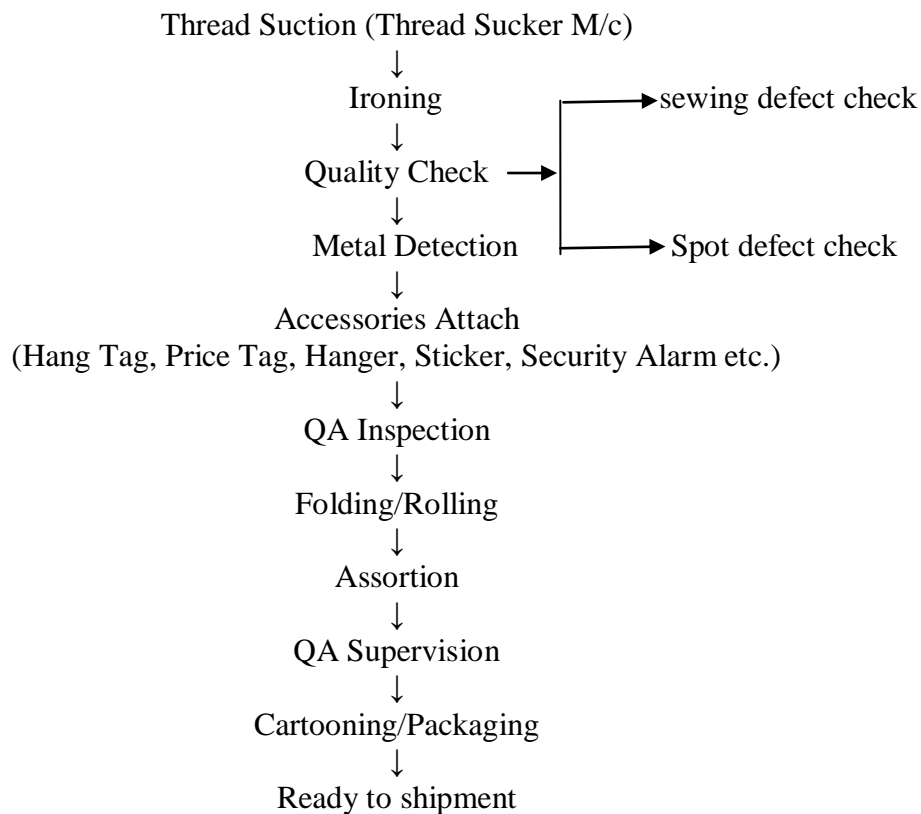 Thread Suction (Thread Sucker M/c)
↓
Ironing
sewing defect check
↓
Quality Check
↓
Metal Detection
Spot defect check
↓
Accessories Attach
(Hang Tag, Price Tag, Hanger, Sticker, Security Alarm etc.)
↓
QA Inspection
↓
Folding/Rolling
↓
Assortion
↓
QA Supervision
↓
Cartooning/Packaging
↓
Ready to shipment